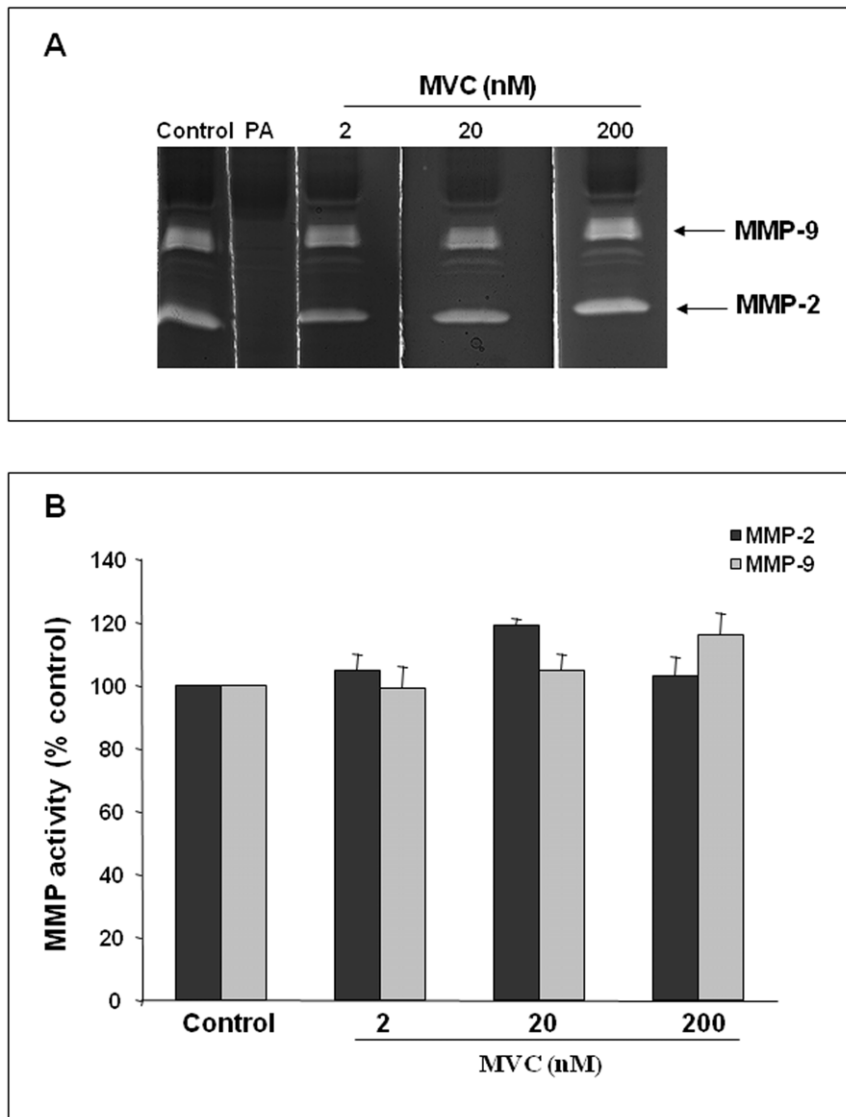 A
MVC (nM)
Control PA 2 20 200
MMP-9
MMP-2
B
MMP-2
MMP-9
MMP activity (% control)
140
120
100
80
60
40
20
0
Control 2 20 200
MVC (nM)